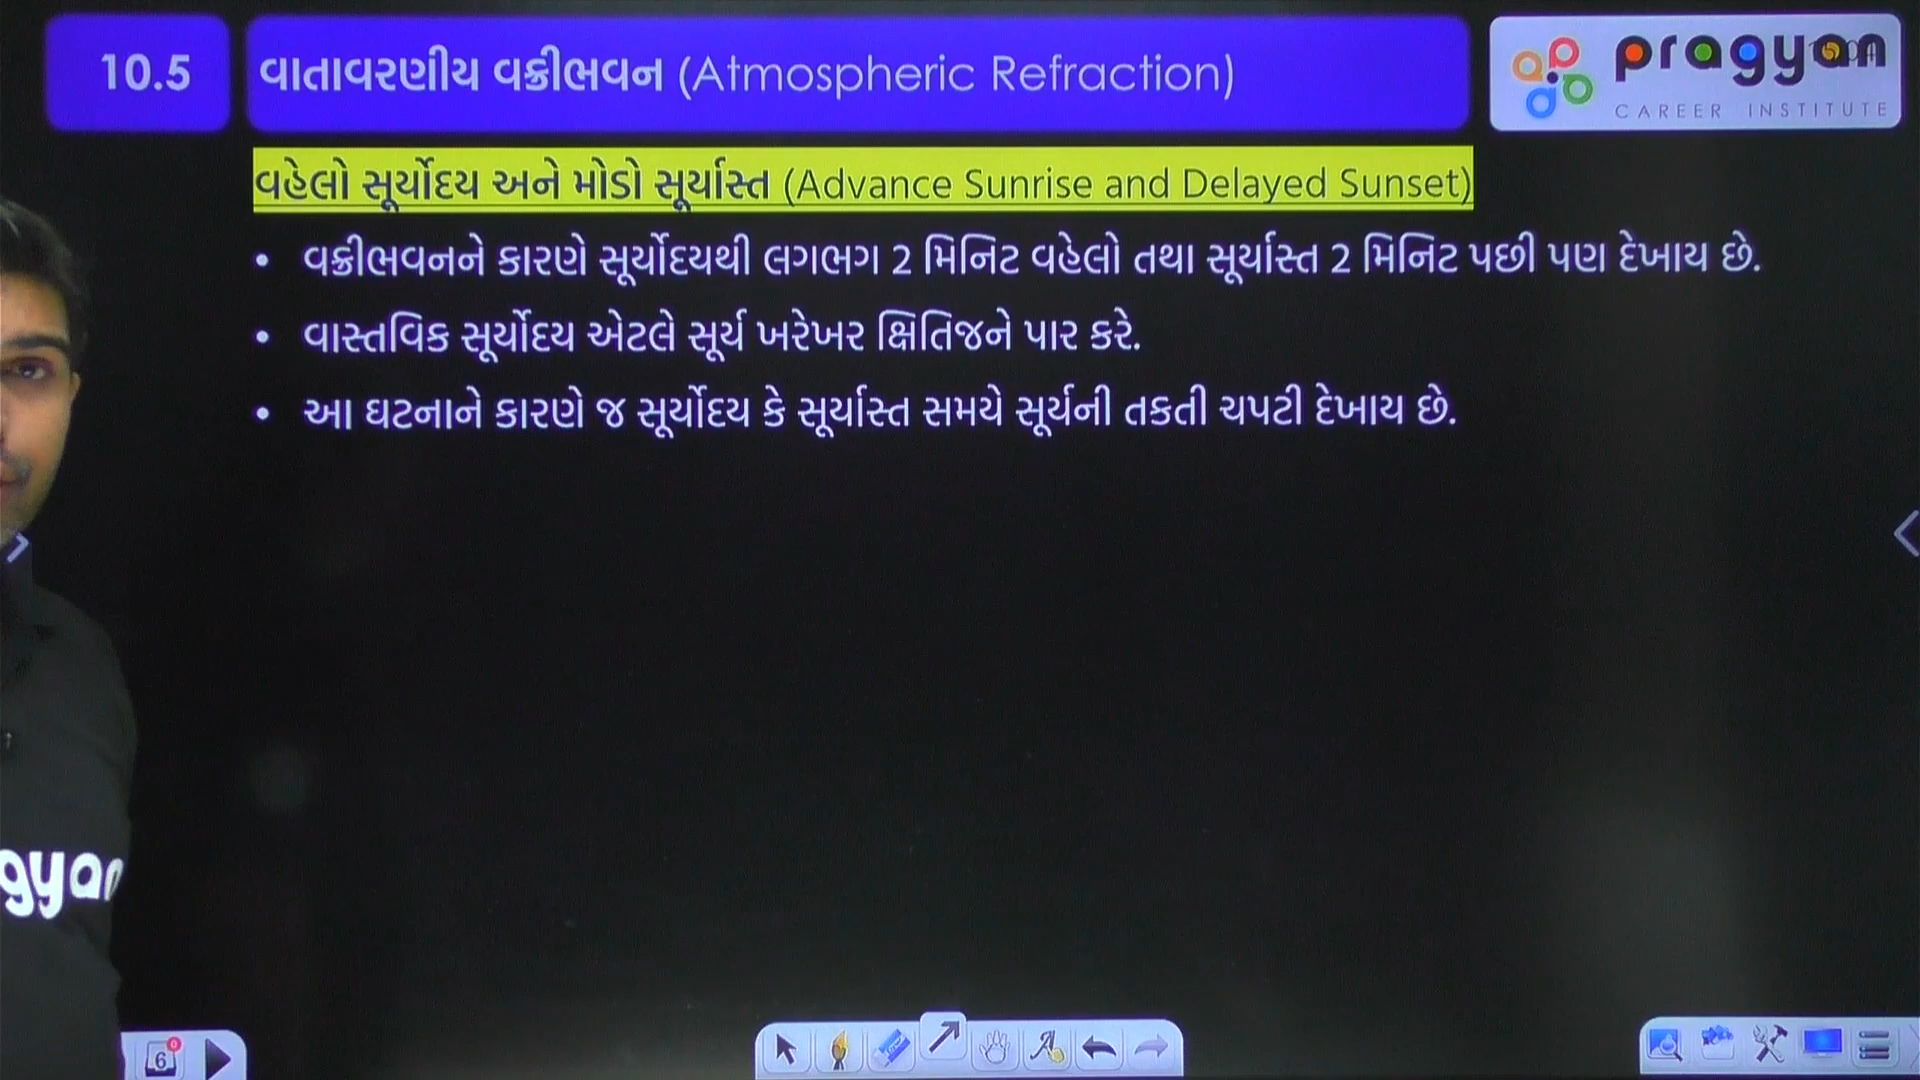 10.5
વાતાવરણીય વક્રીભવન (Atmospheric Refraction)
pragyan
CAREER INSTITUTE
વહેલો સૂર્યોદય અને મોડો સૂર્યાસ્ત (Advance Sunrise and Delayed Sunset)
• વક્રીભવનને કારણે સૂર્યોદયથી લગભગ 2 મિનિટ વહેલો તથા સૂર્યાસ્ત 2 મિનિટ પછી પણ દેખાય છે.
• વાસ્તવિક સૂર્યોદય એટલે સૂર્ય ખરેખર ક્ષિતિજને પાર કરે.
• આ ઘટનાને કારણે જ સૂર્યોદય કે સૂર્યાસ્ત સમયે સૂર્યની તકતી ચપટી દેખાય છે.
gyan
6
0